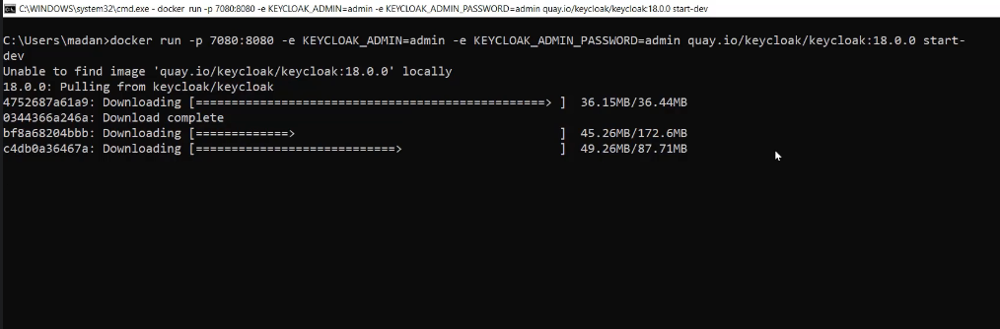 C:\WINDOWS\system32\cmd.exe - docker run -p 7080:8080 -e KEYCLOAK_ADMIN=admin -e KEYCLOAK_ADMIN_PASSWORD=admin quay.io/keycloak/keycloak:18.0.0 start-dev
C:\Users\madan>docker run -p 7080:8080 -e KEYCLOAK_ADMIN=admin -e KEYCLOAK_ADMIN_PASSWORD=admin quay.io/keycloak/keycloak:18.0.0 start-
dev
Unable to find image 'quay.io/keycloak/keycloak:18.0.0' locally
18.0.0: Pulling from keycloak/keycloak
4752687a61a9: Downloading [=================================================> ] 36.15MB/36.44MB
0344366a246a: Download complete
bf8a68204bbb: Downloading [=============> ] 45.26MB/172.6MB
c4db0a36467a: Downloading [============================> ] 49.26MB/87.71MB